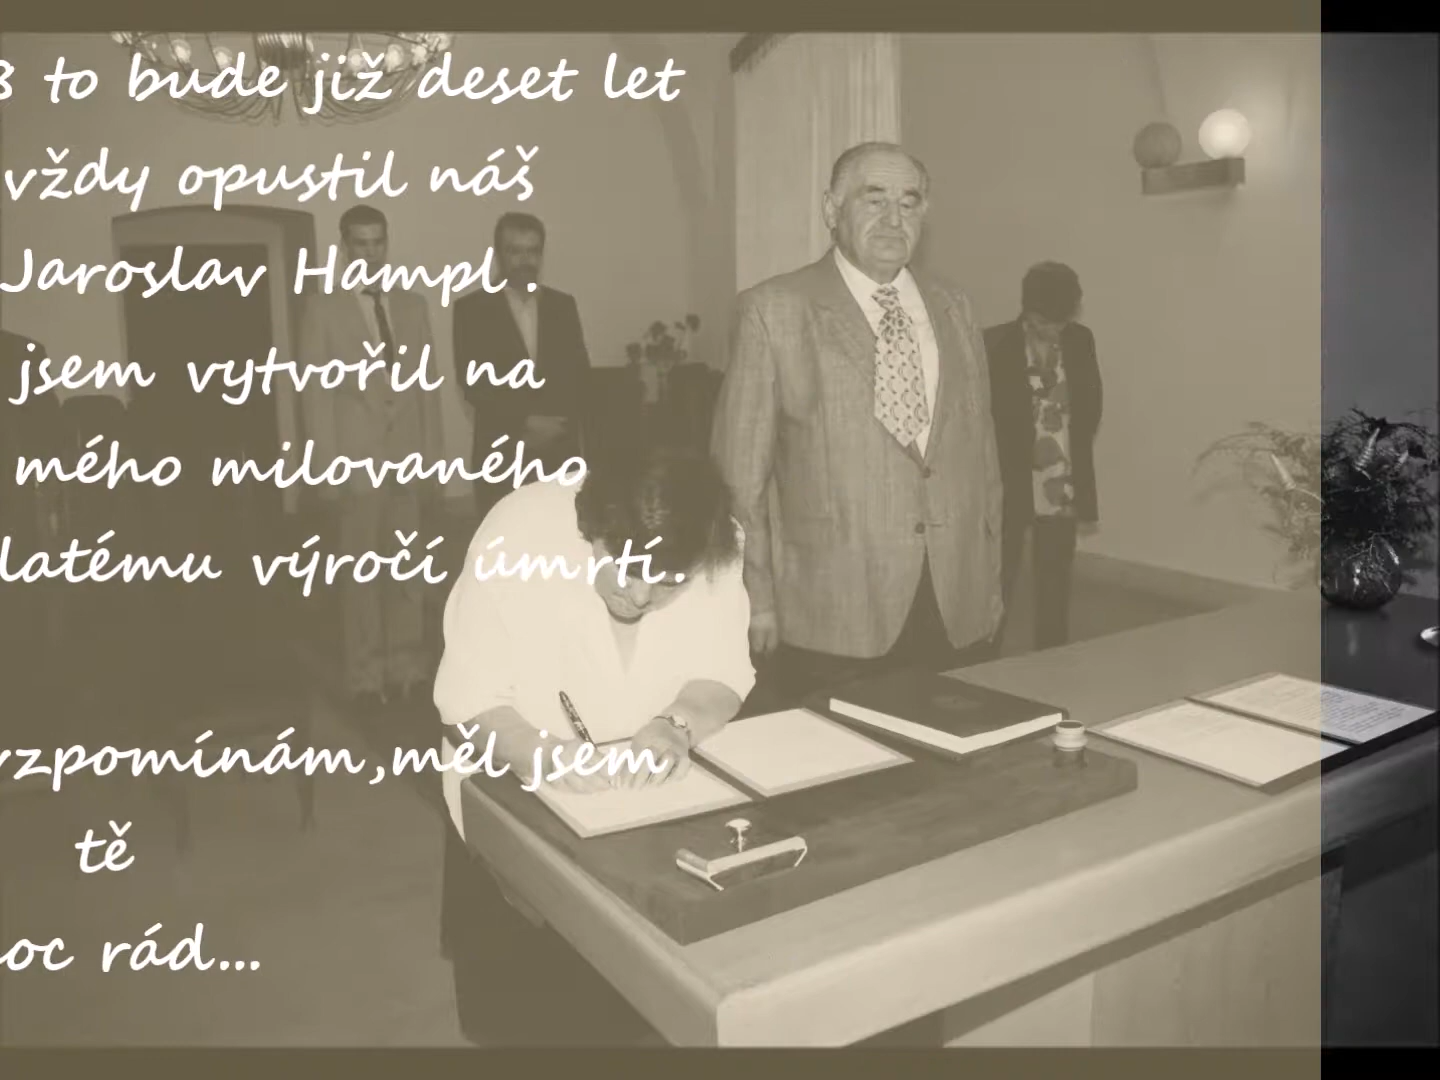 8 to bude již deset let
vždy opustil náš
Jaroslav Hampl .
jsem vytvořil na
mého milovaného
latému výročí úmrtí.
vzpomínám,měl jsem
tě
oc rád...